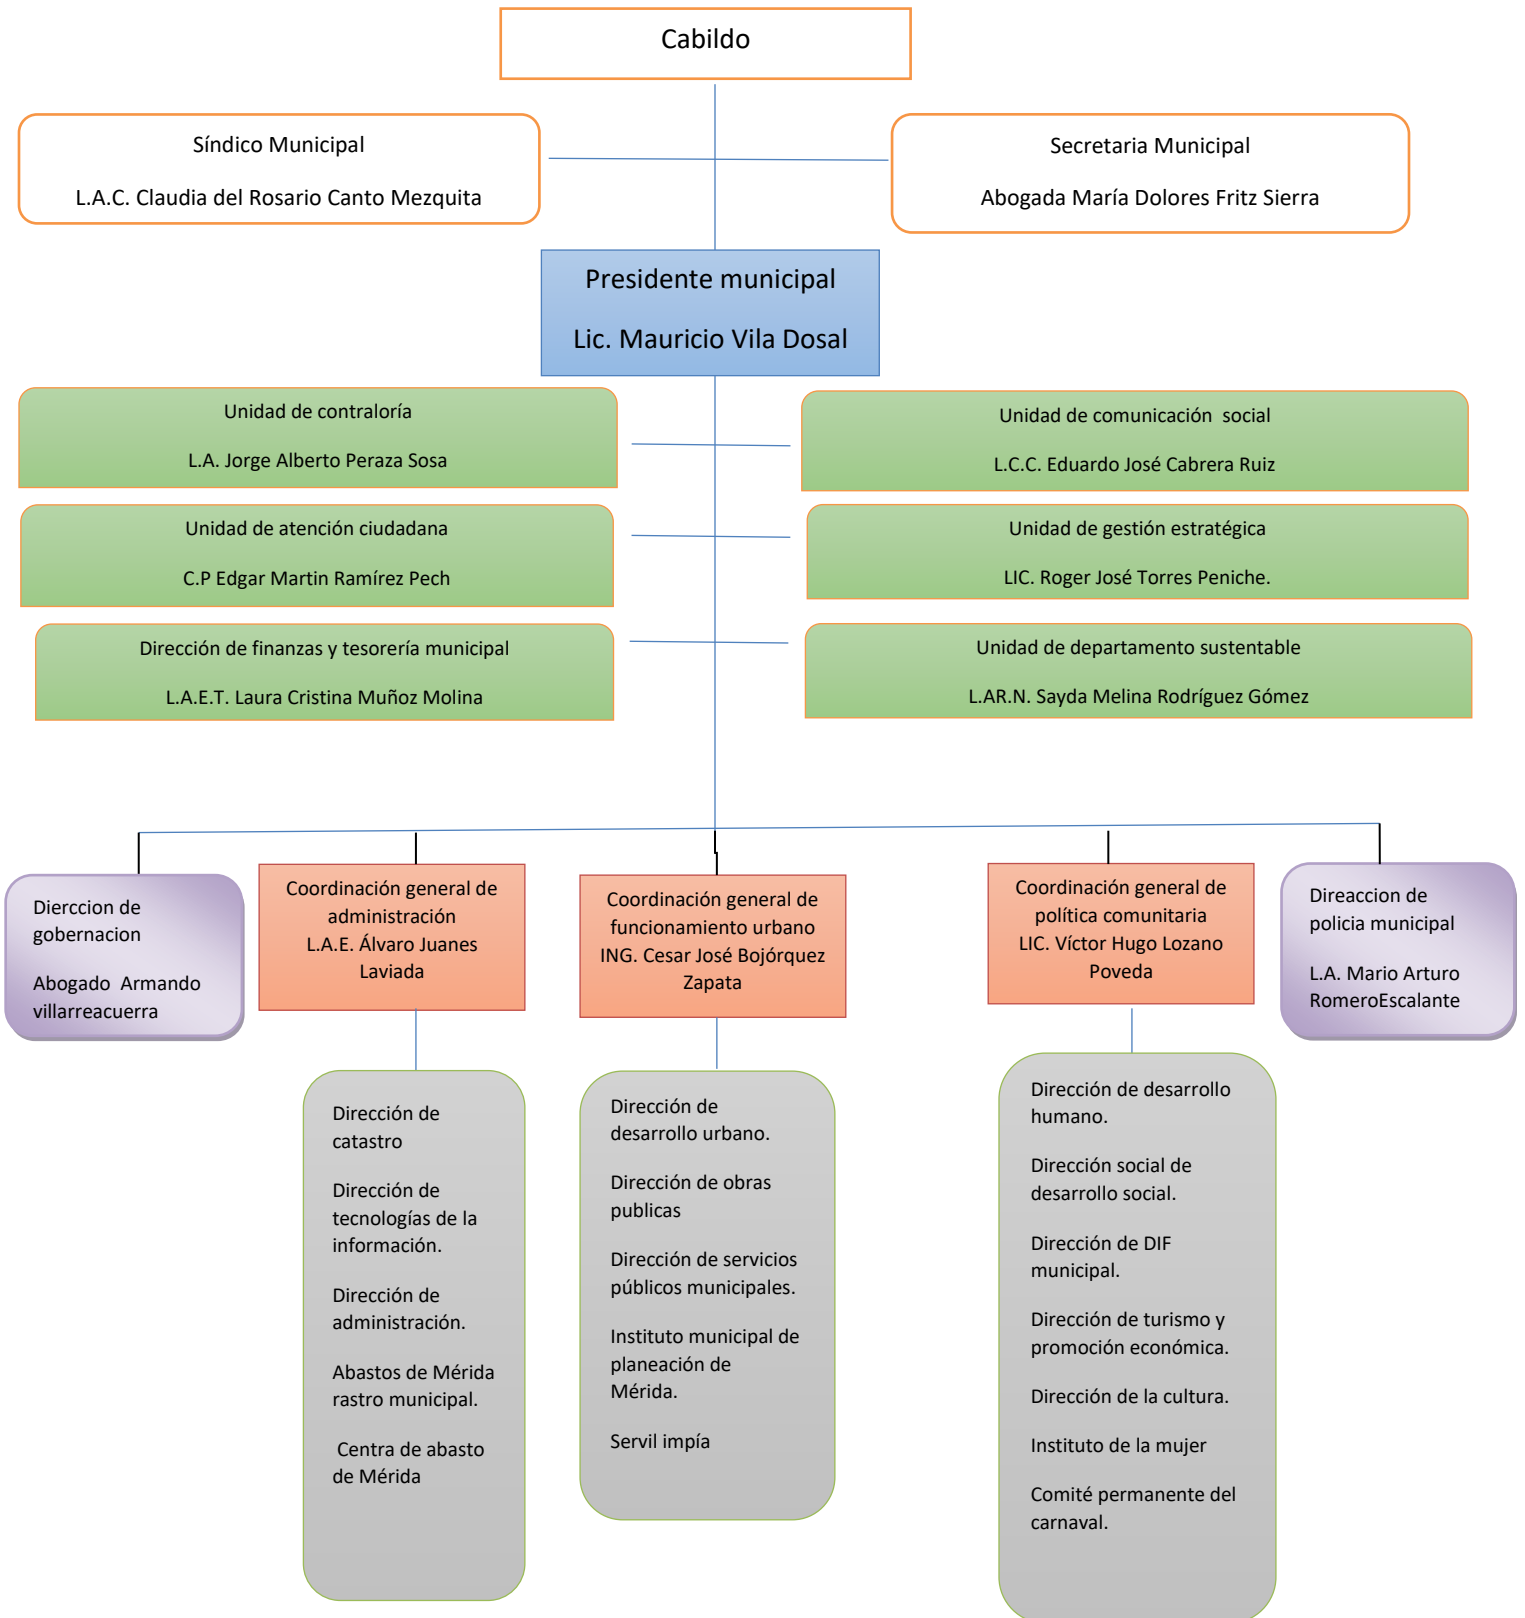 Cabildo
Síndico Municipal
L.A.C. Claudia del Rosario Canto Mezquita
Secretaria Municipal
Abogada María Dolores Fritz Sierra
Presidente municipal
Lic. Mauricio Vila Dosal
Unidad de contraloría
L.A. Jorge Alberto Peraza Sosa
Unidad de comunicación  social
L.C.C. Eduardo José Cabrera Ruiz
Unidad de atención ciudadana
C.P Edgar Martin Ramírez Pech
Unidad de gestión estratégica
LIC. Roger José Torres Peniche.
Dirección de finanzas y tesorería municipal
L.A.E.T. Laura Cristina Muñoz Molina
Unidad de departamento sustentable
L.AR.N. Sayda Melina Rodríguez Gómez
Dierccion de
gobernacion
Abogado  Armando
villarreacuerra
Coordinación general de
administración
L.A.E. Álvaro Juanes
Laviada
Coordinación general de
funcionamiento urbano
ING. Cesar José Bojórquez
Zapata
Coordinación general de
política comunitaria
LIC. Víctor Hugo Lozano
Poveda
Direaccion de
policia municipal
L.A. Mario Arturo
RomeroEscalante
Dirección de
catastro
Dirección de
tecnologías de la
información.
Dirección de
administración.
Abastos de Mérida
rastro municipal.
Centra de abasto
de Mérida
Dirección de
desarrollo urbano.
Dirección de obras
publicas
Dirección de servicios
públicos municipales.
Instituto municipal de
planeación de
Mérida.
Servil impía
Dirección de desarrollo
humano.
Dirección social de
desarrollo social.
Dirección de DIF
municipal.
Dirección de turismo y
promoción económica.
Dirección de la cultura.
Instituto de la mujer
Comité permanente del
carnaval.